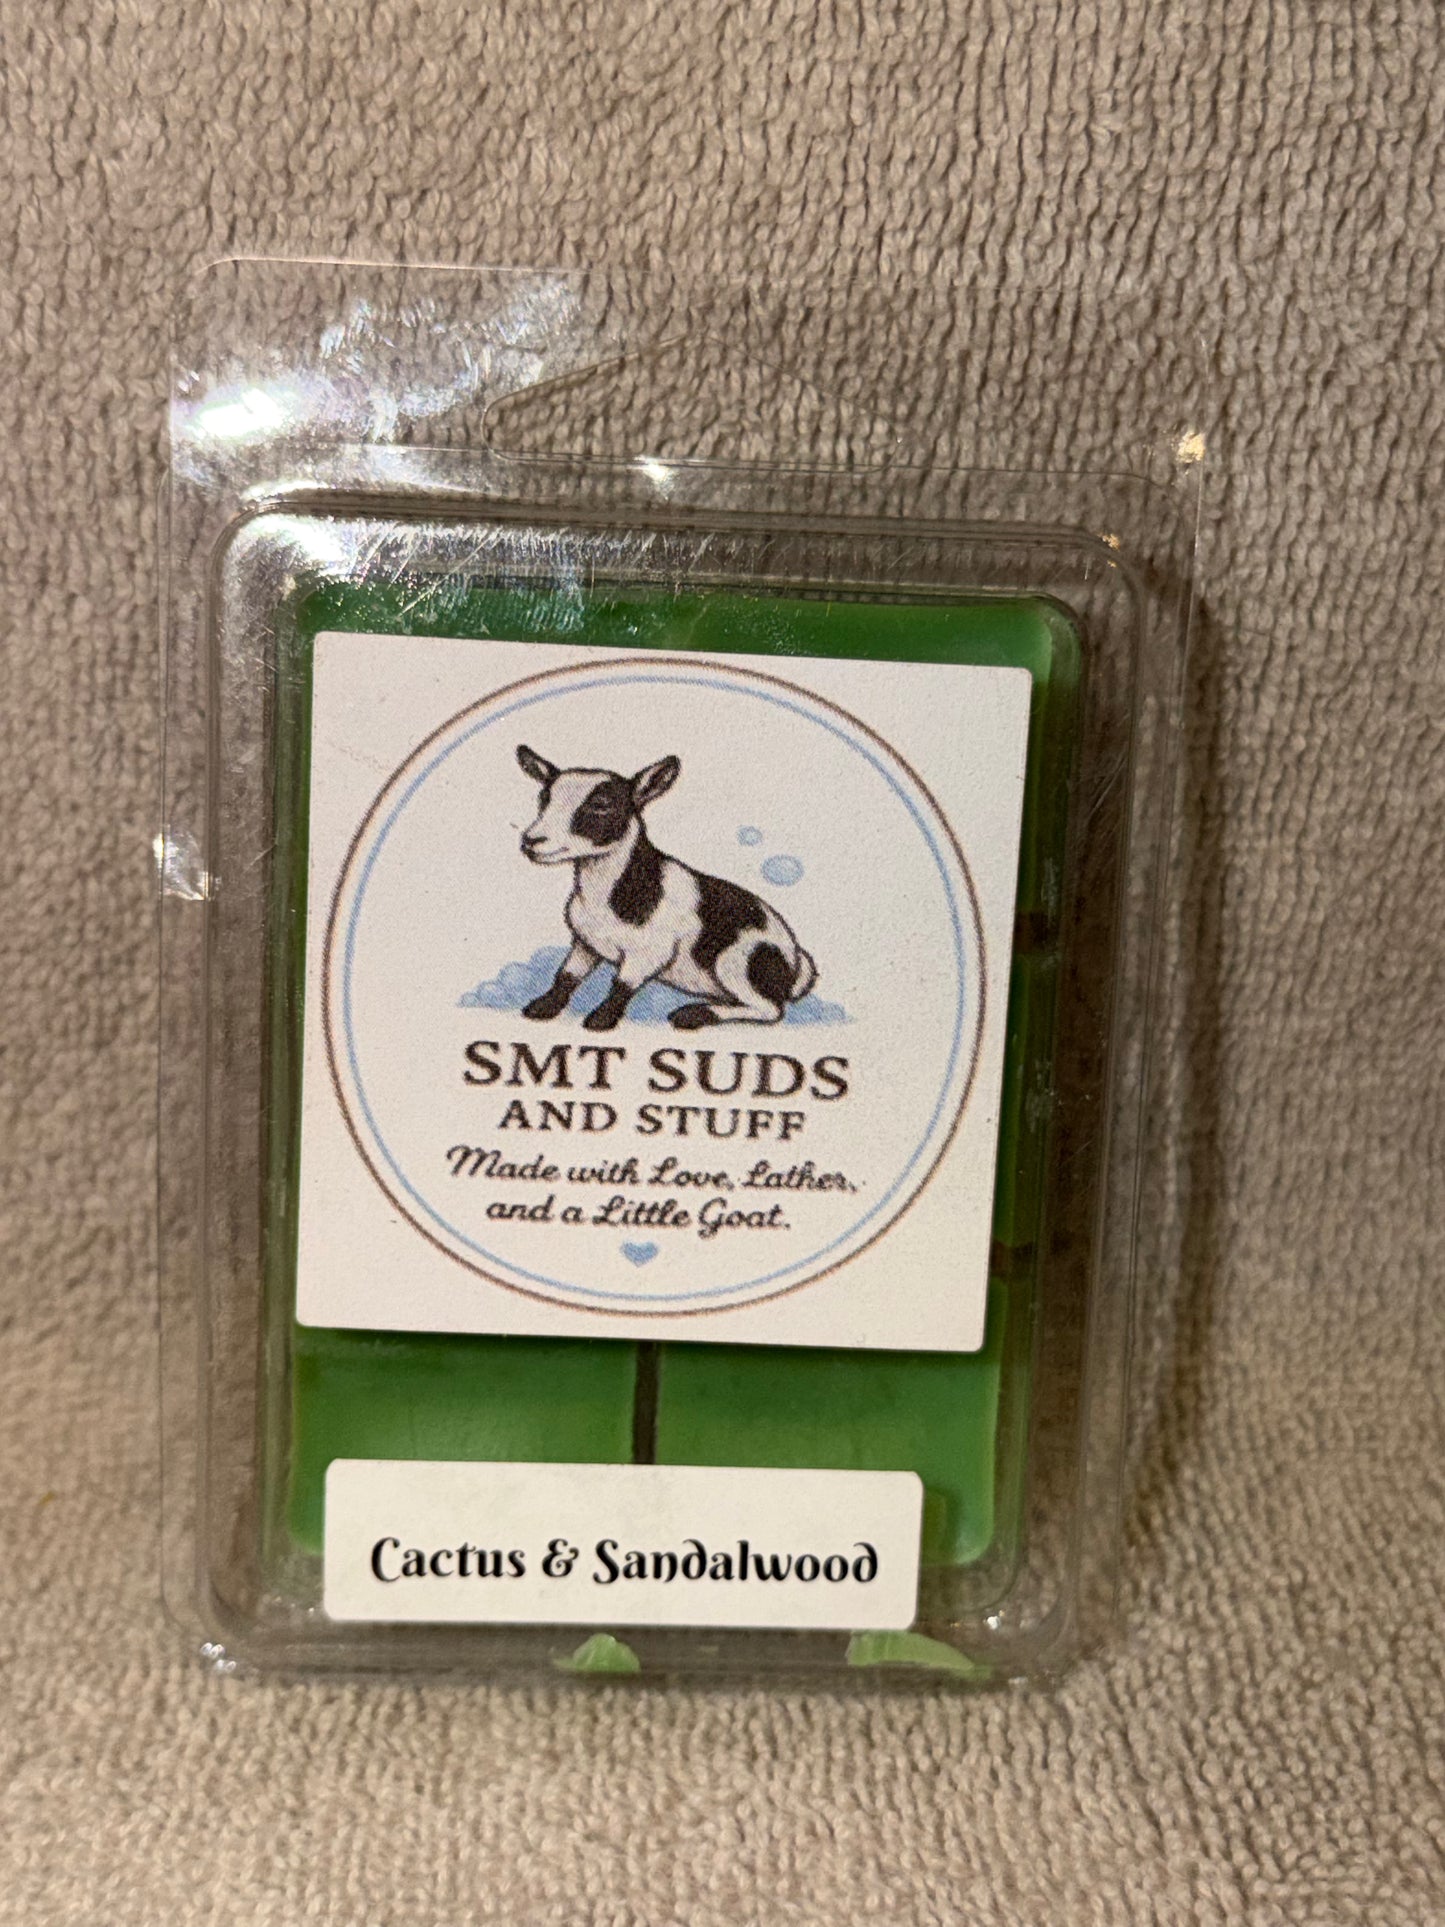 SMT SUDS
AND STUFF
Made with Love, Lather,
and a Little Goat.
Cactus & Sandalwood